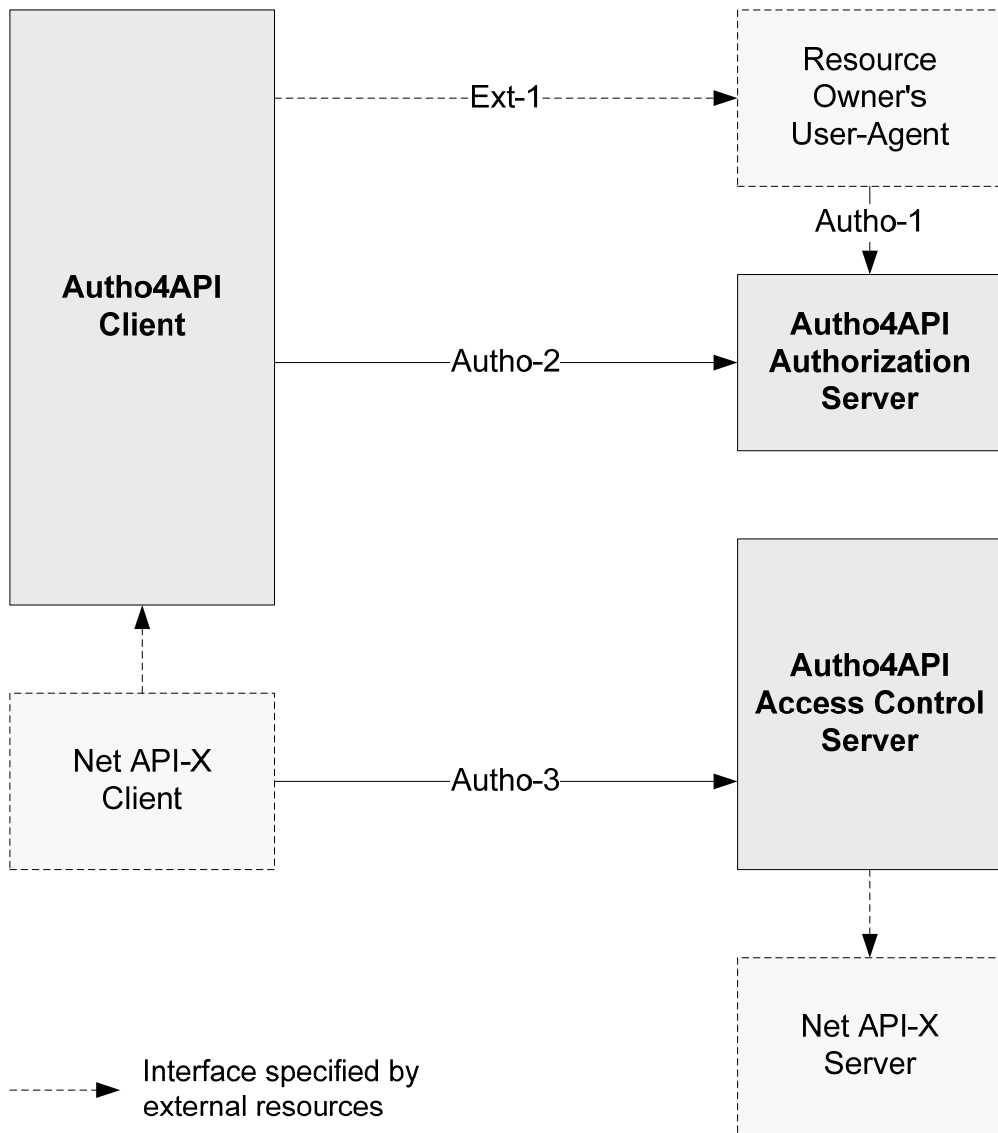 Ext-1
Resource
Owner's
User-Agent
Autho-1
Autho4API
Client
Autho-2
Autho4API
Authorization
Server
Autho4API
Access Control
Server
Net API-X
Client
Autho-3
Net API-X
Server
Interface specified by
external resources